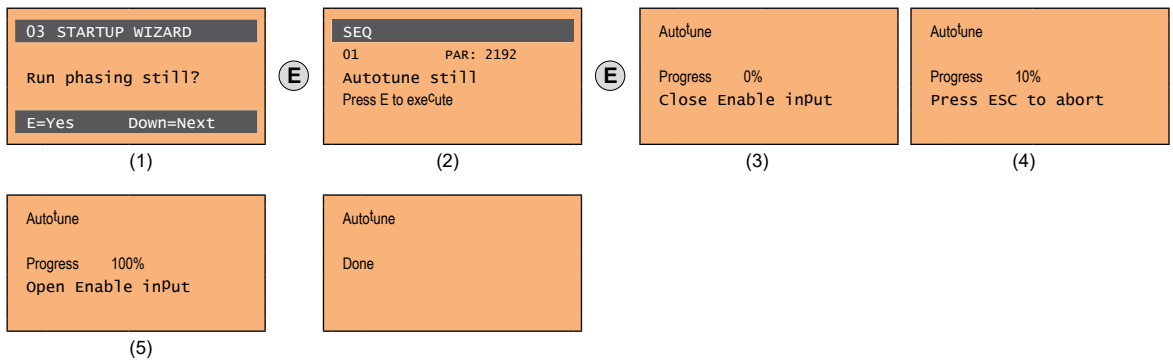 03 STARTUP WIZARD
Run phasing still?
E=Yes Down=Next
(1)
E
SEQ
01 PAR: 2192
Autotune still
Press E to execute
(2)
E
Autotune
Progress 0%
Close Enable input
(3)
Autotune
Progress 10%
Press ESC to abort
(4)
Autotune
Progress 100%
Open Enable input
(5)
Autotune
Done